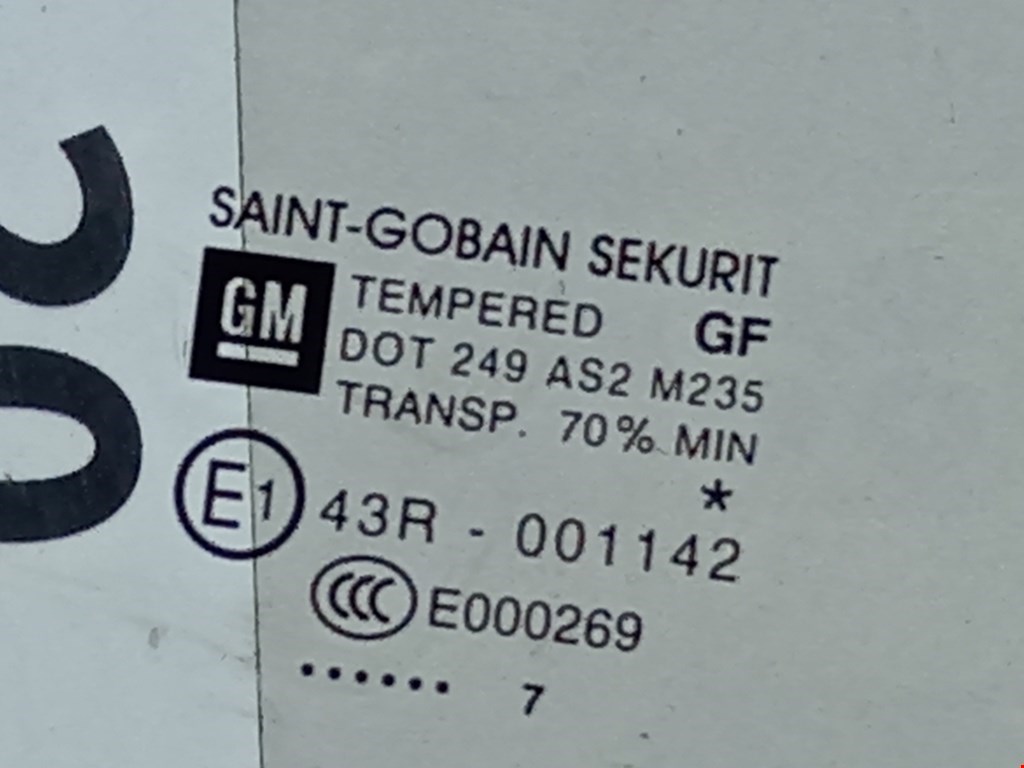 SAINT-GOBAIN SEKURIT
GM
TEMPERED GF
DOT 249 AS2 M235
TRANSP. 70% MIN
*
E1 43R - 001142
CCC E000269
...... 7